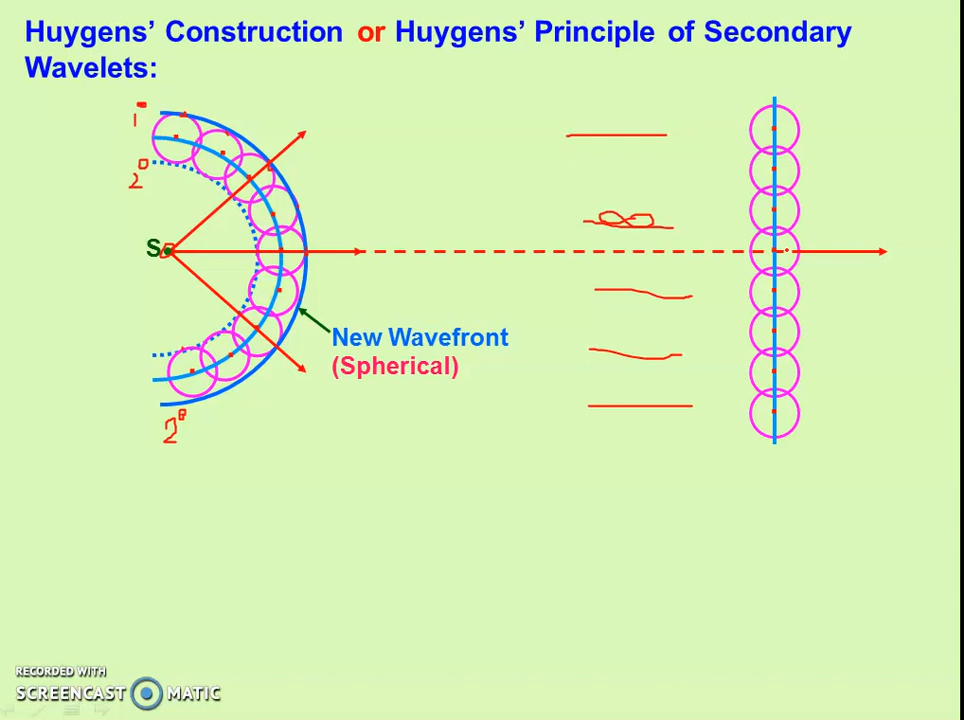 Huygens’ Construction or Huygens’ Principle of Secondary
Wavelets:
1°
2°
S
New Wavefront
(Spherical)
2°
RECORDED WITH
SCREENCAST MATIC